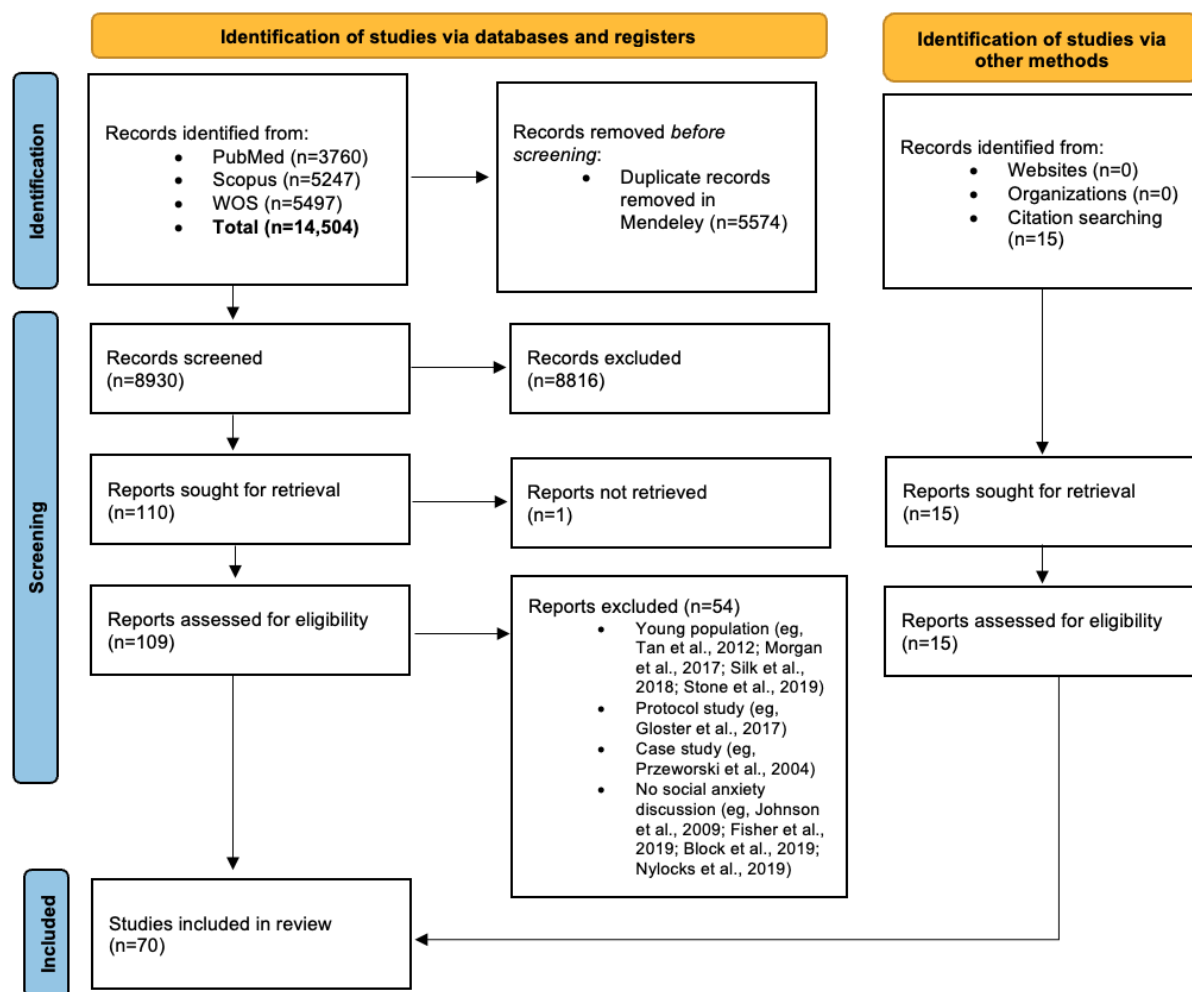 Identification of studies via databases and registers
Identification of studies via
other methods
Identification
Records identified from:
• PubMed (n=3760)
• Scopus (n=5247)
• WOS (n=5497)
• Total (n=14,504)
Records removed before
screening:
• Duplicate records
removed in
Mendeley (n=5574)
Records identified from:
• Websites (n=0)
• Organizations (n=0)
• Citation searching
(n=15)
Screening
Records screened
(n=8930)
Records excluded
(n=8816)
Reports sought for retrieval
(n=110)
Reports not retrieved
(n=1)
Reports sought for retrieval
(n=15)
Reports assessed for eligibility
(n=109)
Reports excluded (n=54)
• Young population (eg,
Tan et al., 2012; Morgan
et al., 2017; Silk et al.,
2018; Stone et al., 2019)
• Protocol study (eg,
Gloster et al., 2017)
• Case study (eg,
Przeworski et al., 2004)
• No social anxiety
discussion (eg, Johnson
et al., 2009; Fisher et al.,
2019; Block et al., 2019;
Nylocks et al., 2019)
Reports assessed for eligibility
(n=15)
Included
Studies included in review
(n=70)